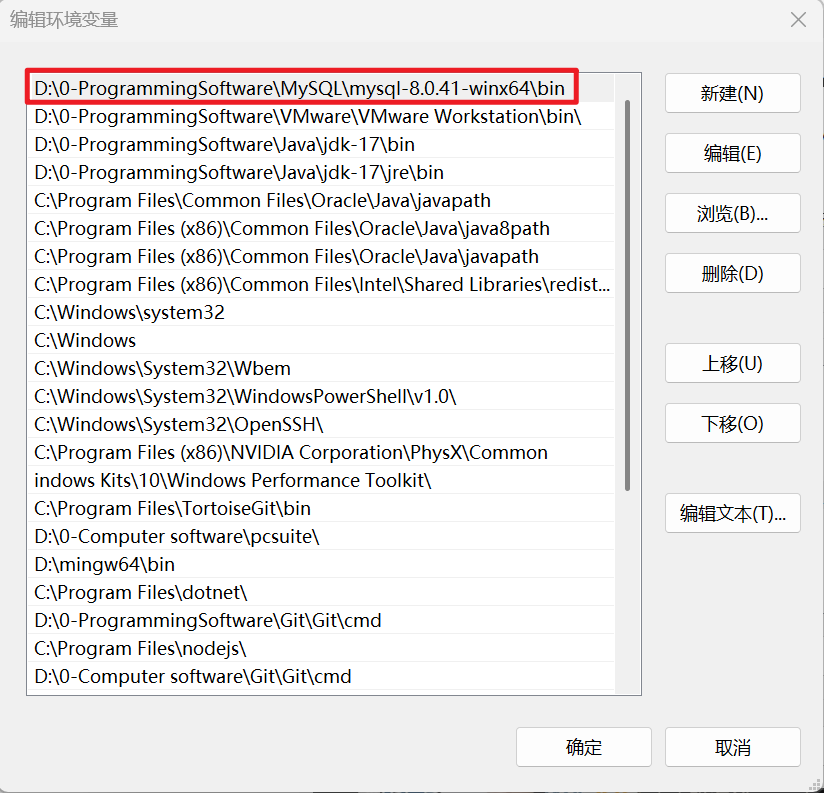 编辑环境变量
D:\0-ProgrammingSoftware\MySQL\mysql-8.0.41-winx64\bin
D:\0-ProgrammingSoftware\VMware\VMware Workstation\bin\
D:\0-ProgrammingSoftware\Java\jdk-17\bin
D:\0-ProgrammingSoftware\Java\jdk-17\jre\bin
C:\Program Files\Common Files\Oracle\Java\javapath
C:\Program Files (x86)\Common Files\Oracle\Java\java8path
C:\Program Files (x86)\Common Files\Oracle\Java\javapath
C:\Program Files (x86)\Common Files\Intel\Shared Libraries\redist...
C:\Windows\system32
C:\Windows
C:\Windows\System32\Wbem
C:\Windows\System32\WindowsPowerShell\v1.0\
C:\Windows\System32\OpenSSH\
C:\Program Files (x86)\NVIDIA Corporation\PhysX\Common
indows Kits\10\Windows Performance Toolkit\
C:\Program Files\TortoiseGit\bin
D:\0-Computer software\pcsuite\
D:\mingw64\bin
C:\Program Files\dotnet\
D:\0-ProgrammingSoftware\Git\Git\cmd
C:\Program Files\nodejs\
D:\0-Computer software\Git\Git\cmd
新建(N)
编辑(E)
浏览(B)...
删除(D)
上移(U)
下移(O)
编辑文本(T)...
确定
取消